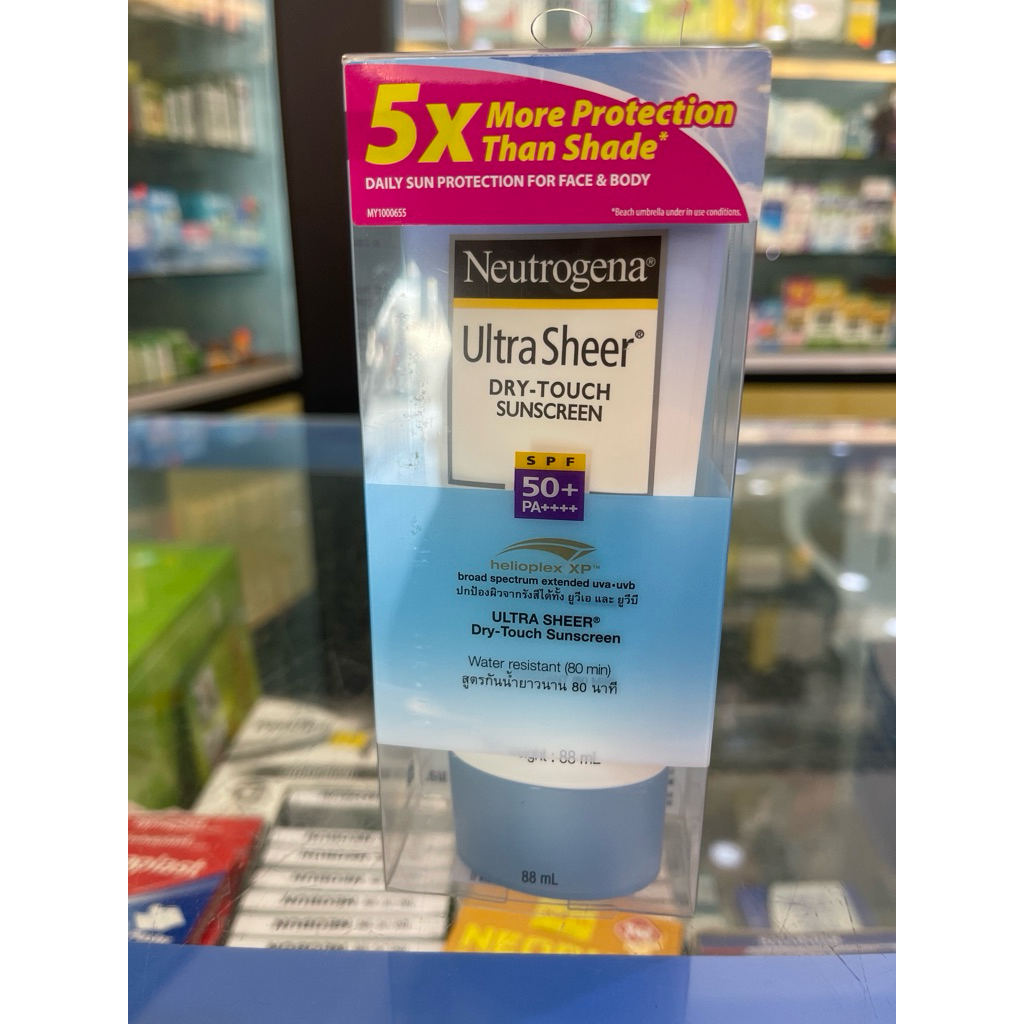 5X More Protection
Than Shade*
DAILY SUN PROTECTION FOR FACE & BODY
MY1000655
*Beach umbrella under in use conditions.
Neutrogena®
Ultra Sheer®
DRY-TOUCH
SUNSCREEN
SPF
50+
PA++++
helioplex XP™
broad spectrum extended uva•uvb
ปกป้องผิวจากรังสีได้ทั้ง ยูวีเอ และ ยูวีบี
ULTRA SHEER®
Dry-Touch Sunscreen
Water resistant (80 min)
สูตรกันน้ำยาวนาน 80 นาที
: 88 mL
88 mL